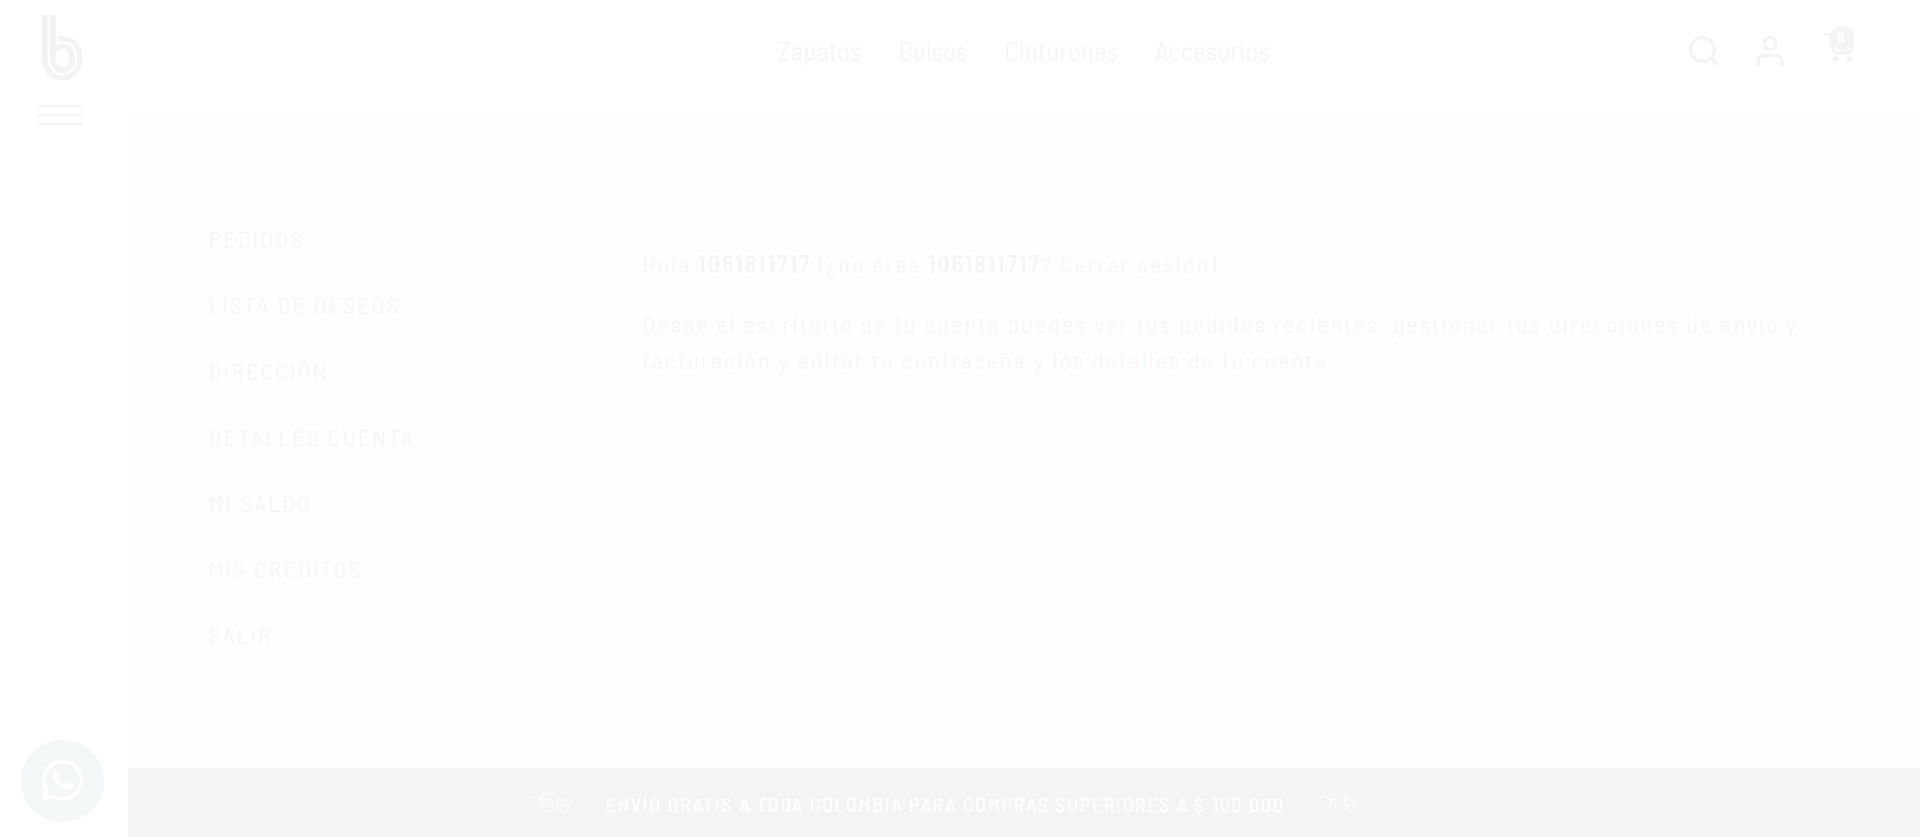 b
Zapatos Bolsos Cinturones Accesorios
8
PEDIDOS
LISTA DE DESEOS
DIRECCIÓN
DETALLES CUENTA
MI SALDO
MIS CREDITOS
SALIR
Hola 1061811717 (¿no eres 1061811717? Cerrar sesión)
Desde el escritorio de tu cuenta puedes ver tus pedidos recientes, gestionar tus direcciones de envío y
facturación y editar tu contraseña y los detalles de tu cuenta.
ENVÍO GRATIS A TODA COLOMBIA PARA COMPRAS SUPERIORES A $ 100.000